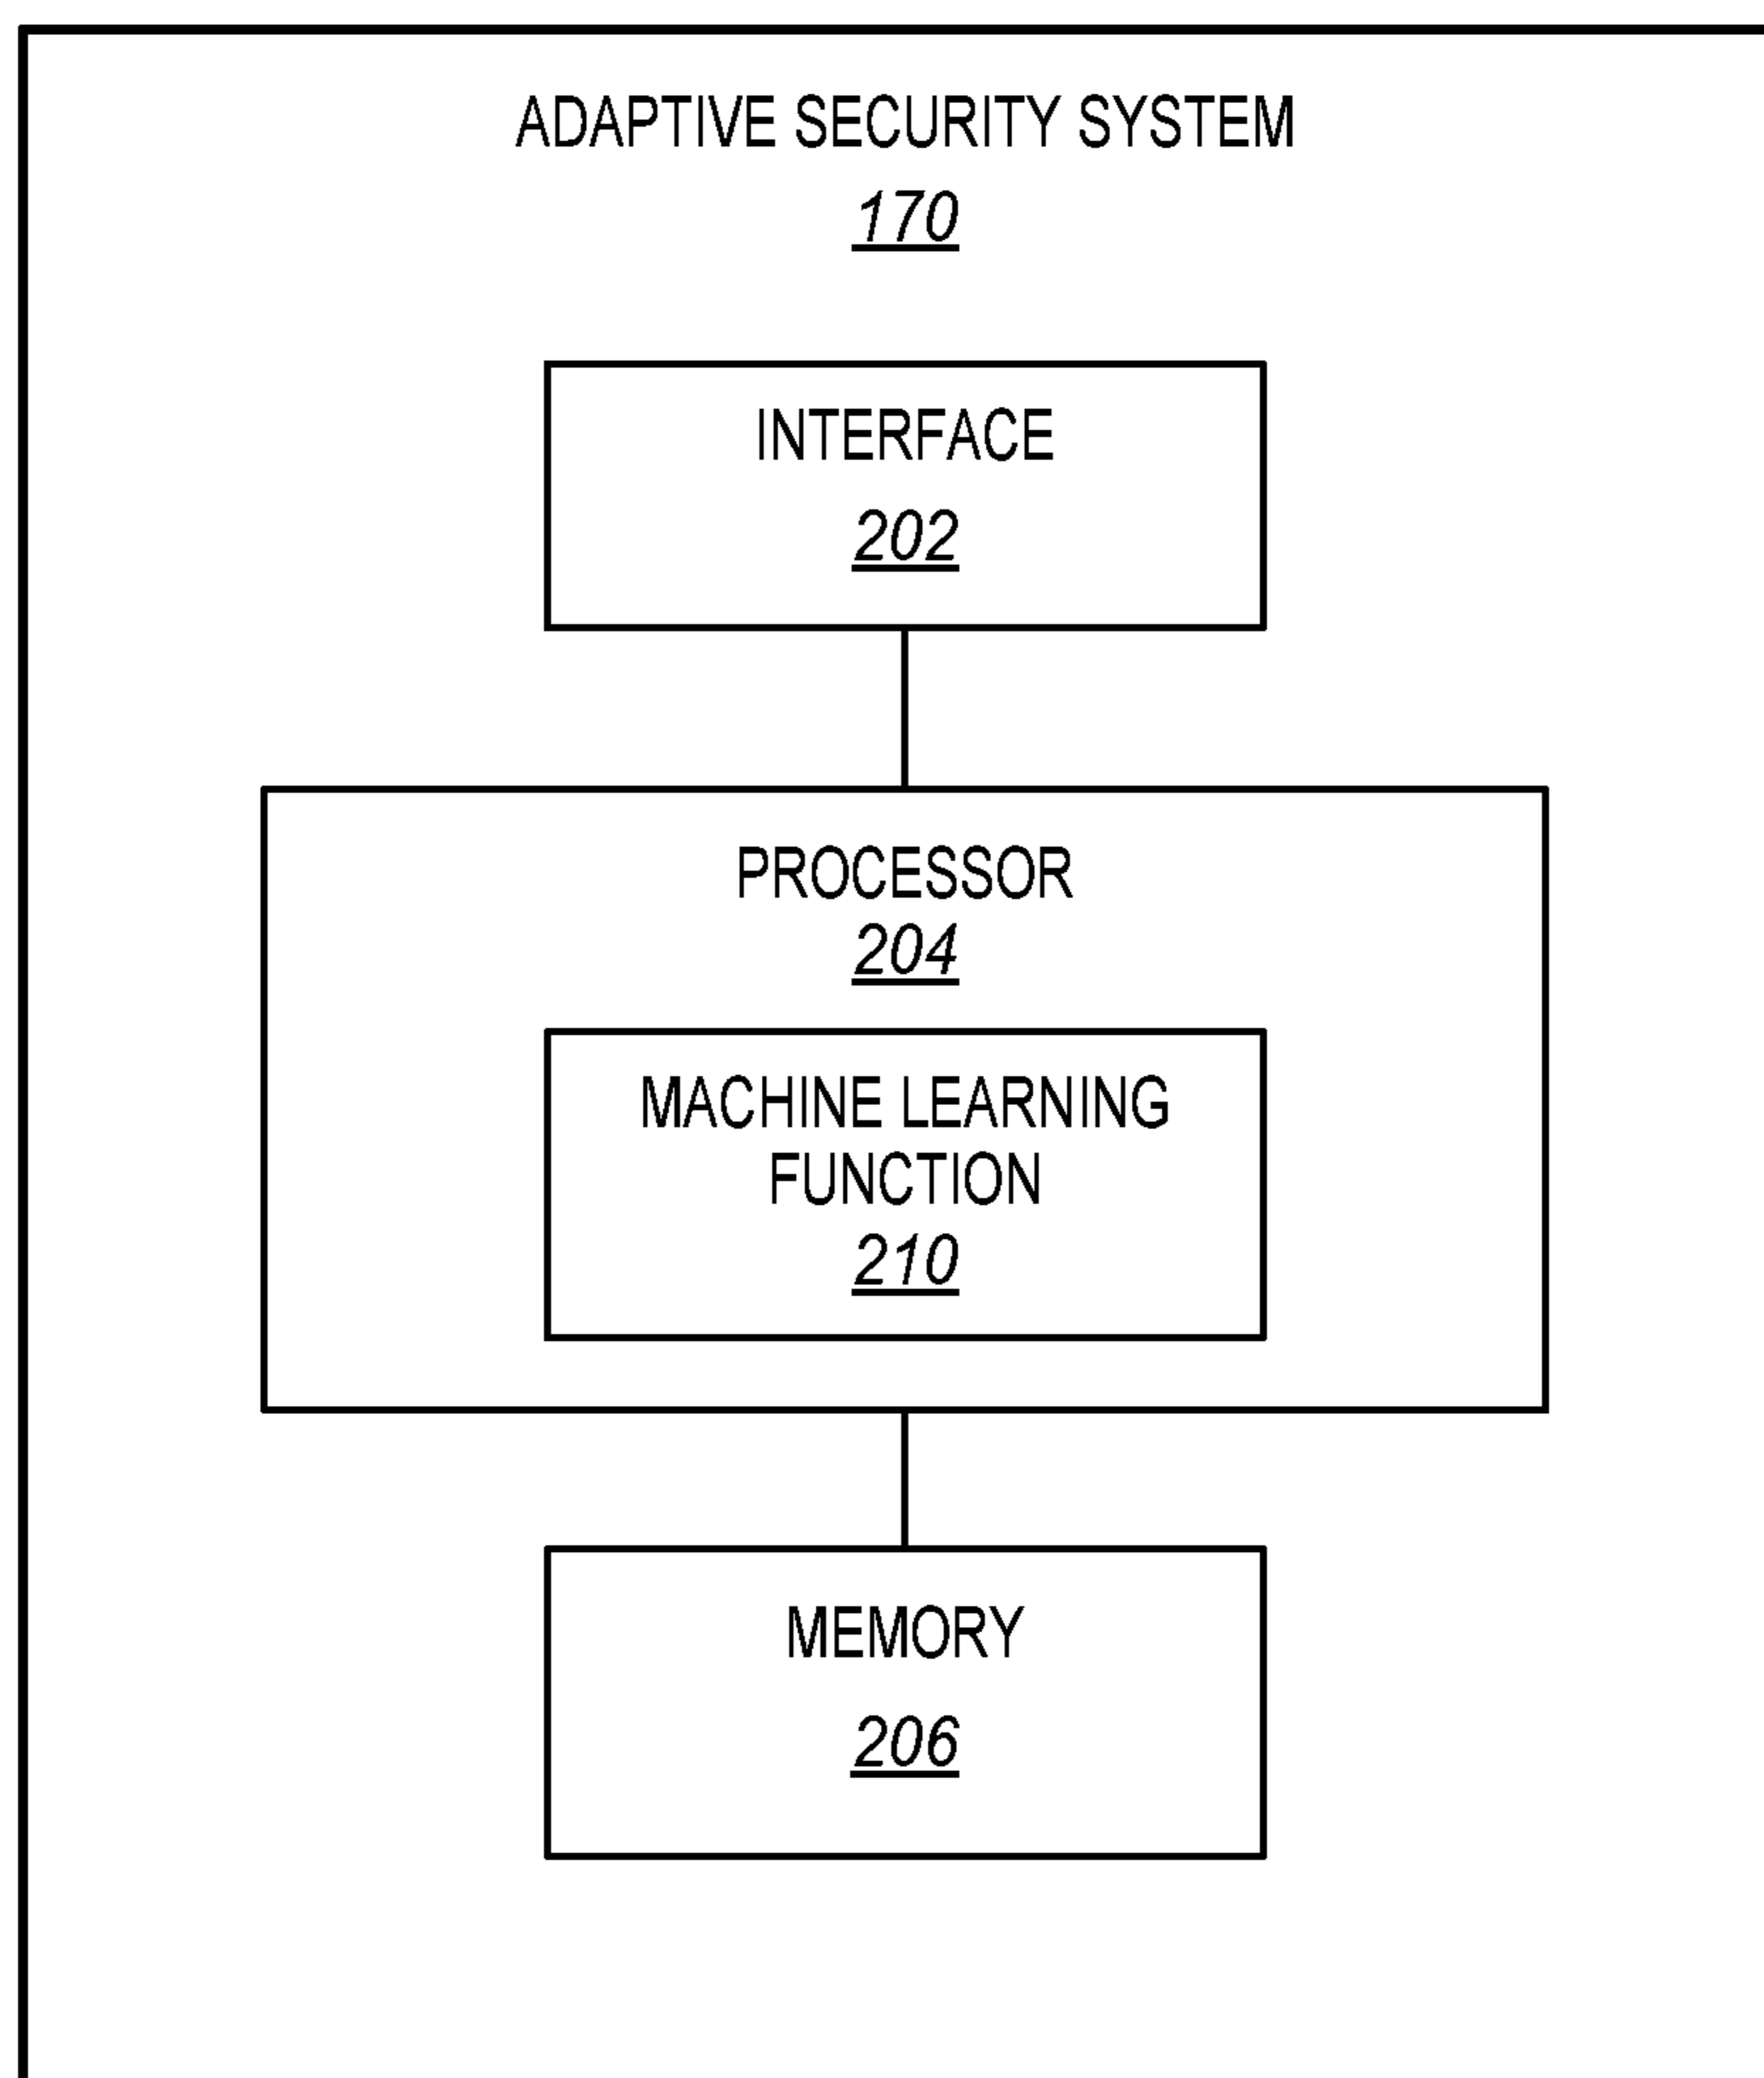 ADAPTIVE SECURITY SYSTEM
170
INTERFACE
202
PROCESSOR
204
MACHINE LEARNING
FUNCTION
210
MEMORY
206